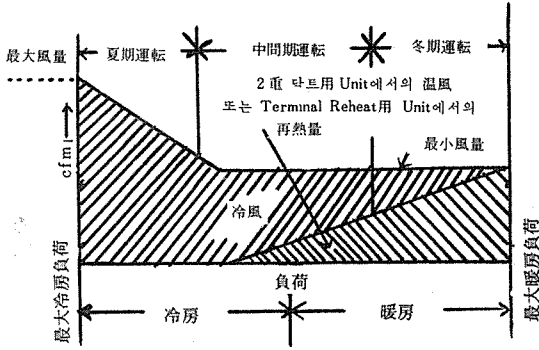 最大風量
夏期運転
中間期運転
冬期運転
2重 닥트用 Unit에서의 温風
또는 Terminal Reheat用 Unit에서의
再熱量
最小風量
cfm
冷風
最大冷房負荷
負荷
冷房
暖房
最大暖房負荷